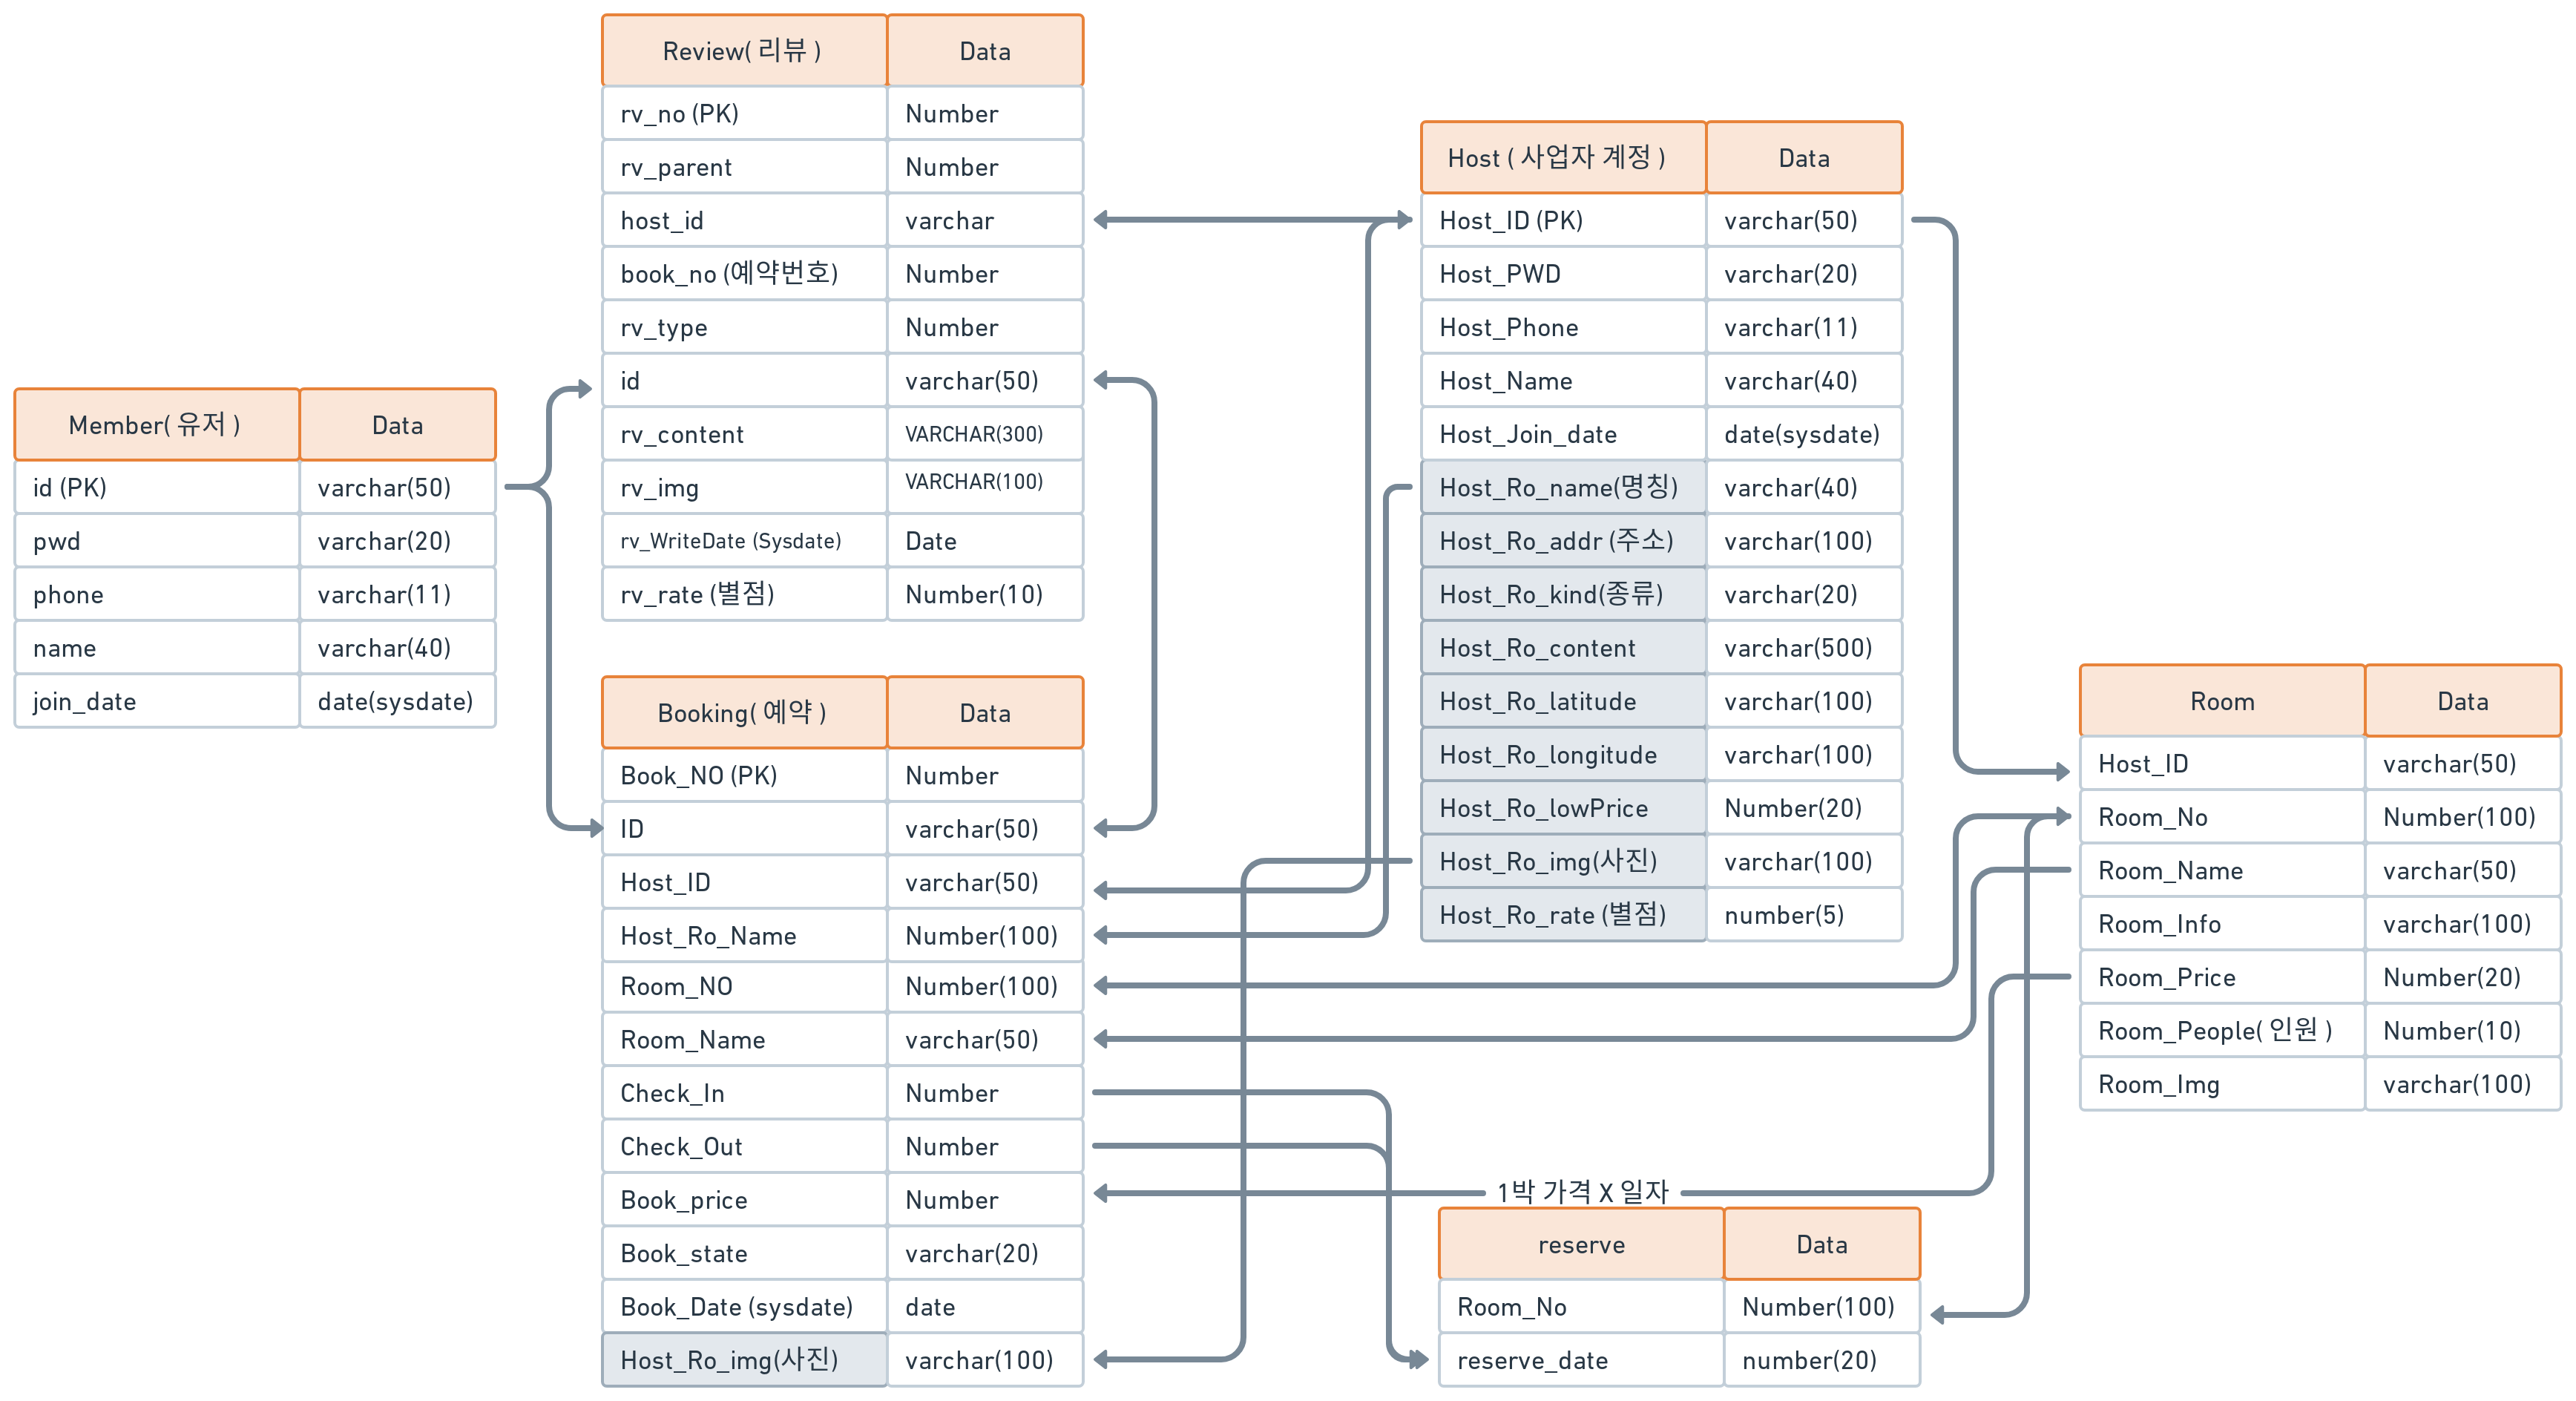 Review( 리뷰 ) Data
rv_no (PK) Number
rv_parent Number
host_id varchar
book_no (예약번호) Number
rv_type Number
id varchar(50)
rv_content VARCHAR(300)
rv_img VARCHAR(100)
rv_WriteDate (Sysdate) Date
rv_rate (별점) Number(10)
Host ( 사업자 계정 ) Data
Host_ID (PK) varchar(50)
Host_PWD varchar(20)
Host_Phone varchar(11)
Host_Name varchar(40)
Host_Join_date date(sysdate)
Host_Ro_name(명칭) varchar(40)
Host_Ro_addr (주소) varchar(100)
Host_Ro_kind(종류) varchar(20)
Host_Ro_content varchar(500)
Host_Ro_latitude varchar(100)
Host_Ro_longitude varchar(100)
Host_Ro_lowPrice Number(20)
Host_Ro_img(사진) varchar(100)
Host_Ro_rate (별점) number(5)
Member( 유저 ) Data
id (PK) varchar(50)
pwd varchar(20)
phone varchar(11)
name varchar(40)
join_date date(sysdate)
Booking( 예약 ) Data
Book_NO (PK) Number
ID varchar(50)
Host_ID varchar(50)
Host_Ro_Name Number(100)
Room_NO Number(100)
Room_Name varchar(50)
Check_In Number
Check_Out Number
Book_price Number
Book_state varchar(20)
Book_Date (sysdate) date
Host_Ro_img(사진) varchar(100)
Room Data
Host_ID varchar(50)
Room_No Number(100)
Room_Name varchar(50)
Room_Info varchar(100)
Room_Price Number(20)
Room_People( 인원 ) Number(10)
Room_Img varchar(100)
1박 가격 X 일자
reserve Data
Room_No Number(100)
reserve_date number(20)